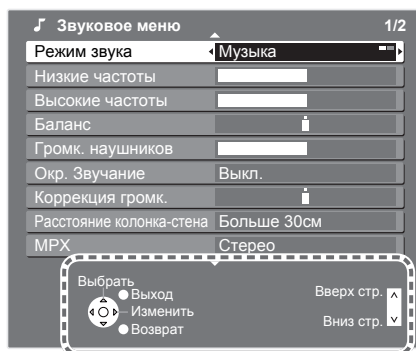 Звуковое меню 1/2
Режим звука Музыка
Низкие частоты
Высокие частоты
Баланс
Громк. наушников
Окр. Звучание Выкл.
Коррекция громк.
Расстояние колонка-стена Больше 30см
MPX Стерео
Выбрать
Выход
Изменить
Возврат
Вверх стр.
Вниз стр.